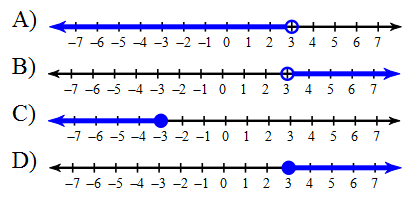 A)
–7 –6 –5 –4 –3 –2 –1 0 1 2 3 4 5 6 7
B)
–7 –6 –5 –4 –3 –2 –1 0 1 2 3 4 5 6 7
C)
–7 –6 –5 –4 –3 –2 –1 0 1 2 3 4 5 6 7
D)
–7 –6 –5 –4 –3 –2 –1 0 1 2 3 4 5 6 7